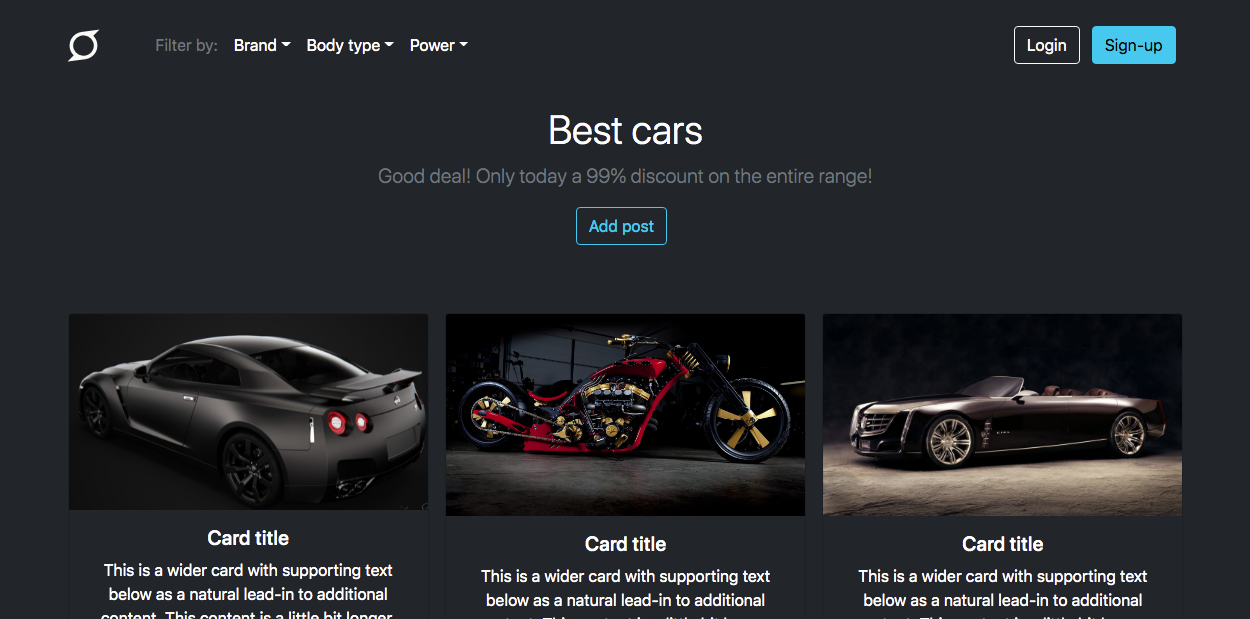 Filter by: Brand Body type Power Login Sign-up
Best cars
Good deal! Only today a 99% discount on the entire range!
Add post
Card title
This is a wider card with supporting text
below as a natural lead-in to additional
content. This content is a little bit longer
Card title
This is a wider card with supporting text
below as a natural lead-in to additional
Card title
This is a wider card with supporting text
below as a natural lead-in to additional